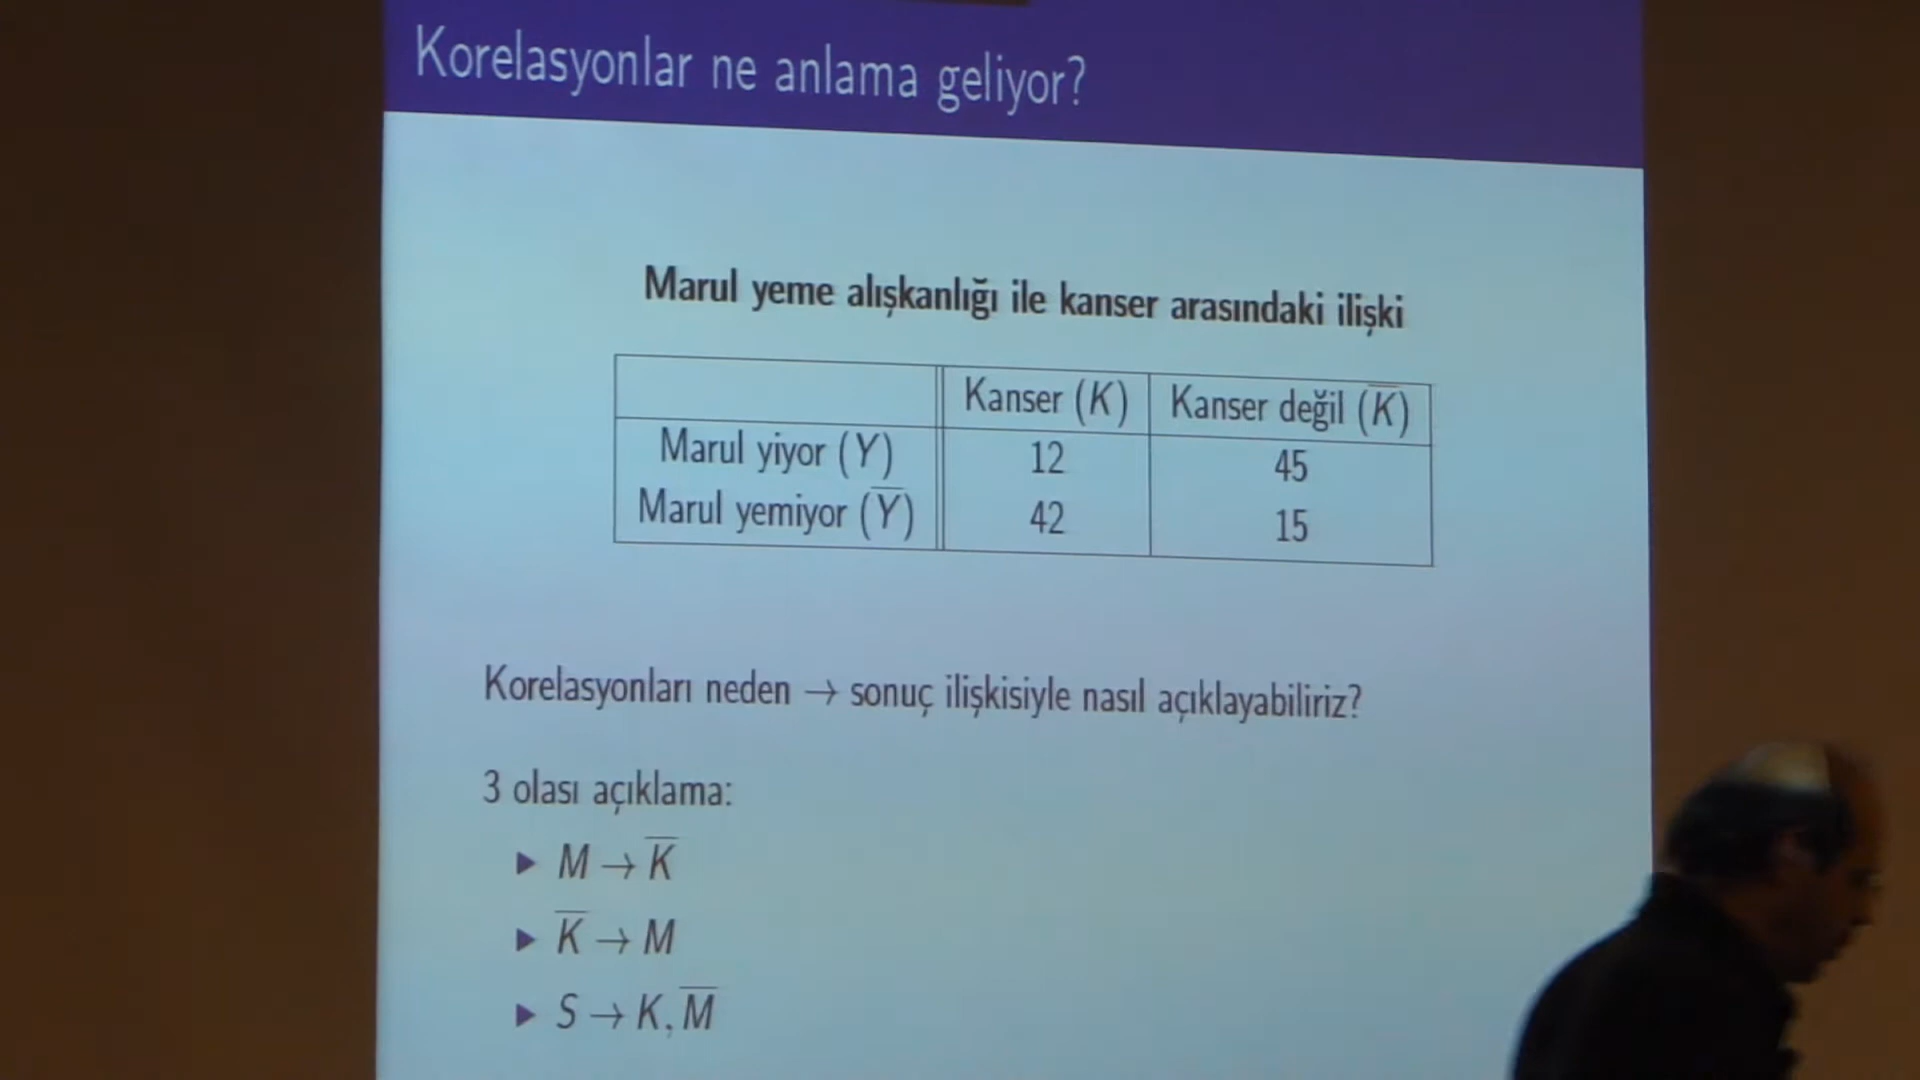 Korelasyonlar ne anlama geliyor?
Marul yeme alışkanlığı ile kanser arasındaki ilişki
Kanser (K) Kanser değil (K̅)
Marul yiyor (Y) 12 45
Marul yemiyor (Y̅) 42 15
Korelasyonları neden → sonuç ilişkisiyle nasıl açıklayabiliriz?
3 olası açıklama:
▶ M → K̅
▶ K̅ → M
▶ S → K, M̅